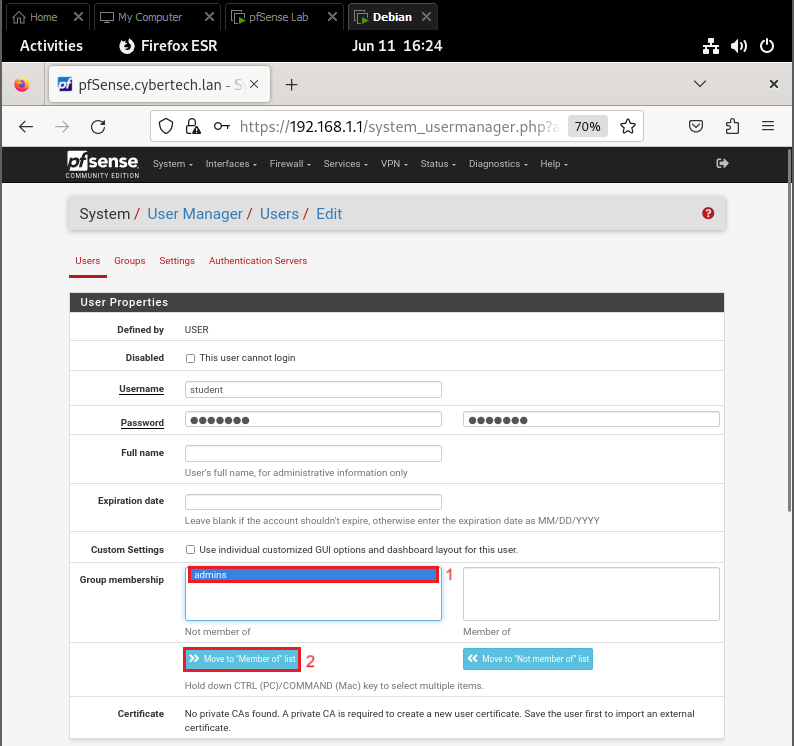 Home
My Computer
pfSense Lab
Debian
Activities
Firefox ESR
Jun 11 16:24
pfSense.cybertech.lan - Sy
https://192.168.1.1/system_usermanager.php?a
70%
pfsense
COMMUNITY EDITION
System
Interfaces
Firewall
Services
VPN
Status
Diagnostics
Help
System / User Manager / Users / Edit
?
Users
Groups
Settings
Authentication Servers
User Properties
Defined by USER
Disabled This user cannot login
Username student
Password ●●●●●●● ●●●●●●●
Full name
User's full name, for administrative information only
Expiration date
Leave blank if the account shouldn't expire, otherwise enter the expiration date as MM/DD/YYYY
Custom Settings Use individual customized GUI options and dashboard layout for this user.
Group membership admins 1
Not member of Member of
Move to "Member of" list 2 Move to "Not member of" list
Hold down CTRL (PC)/COMMAND (Mac) key to select multiple items.
Certificate No private CAs found. A private CA is required to create a new user certificate. Save the user first to import an external
certificate.